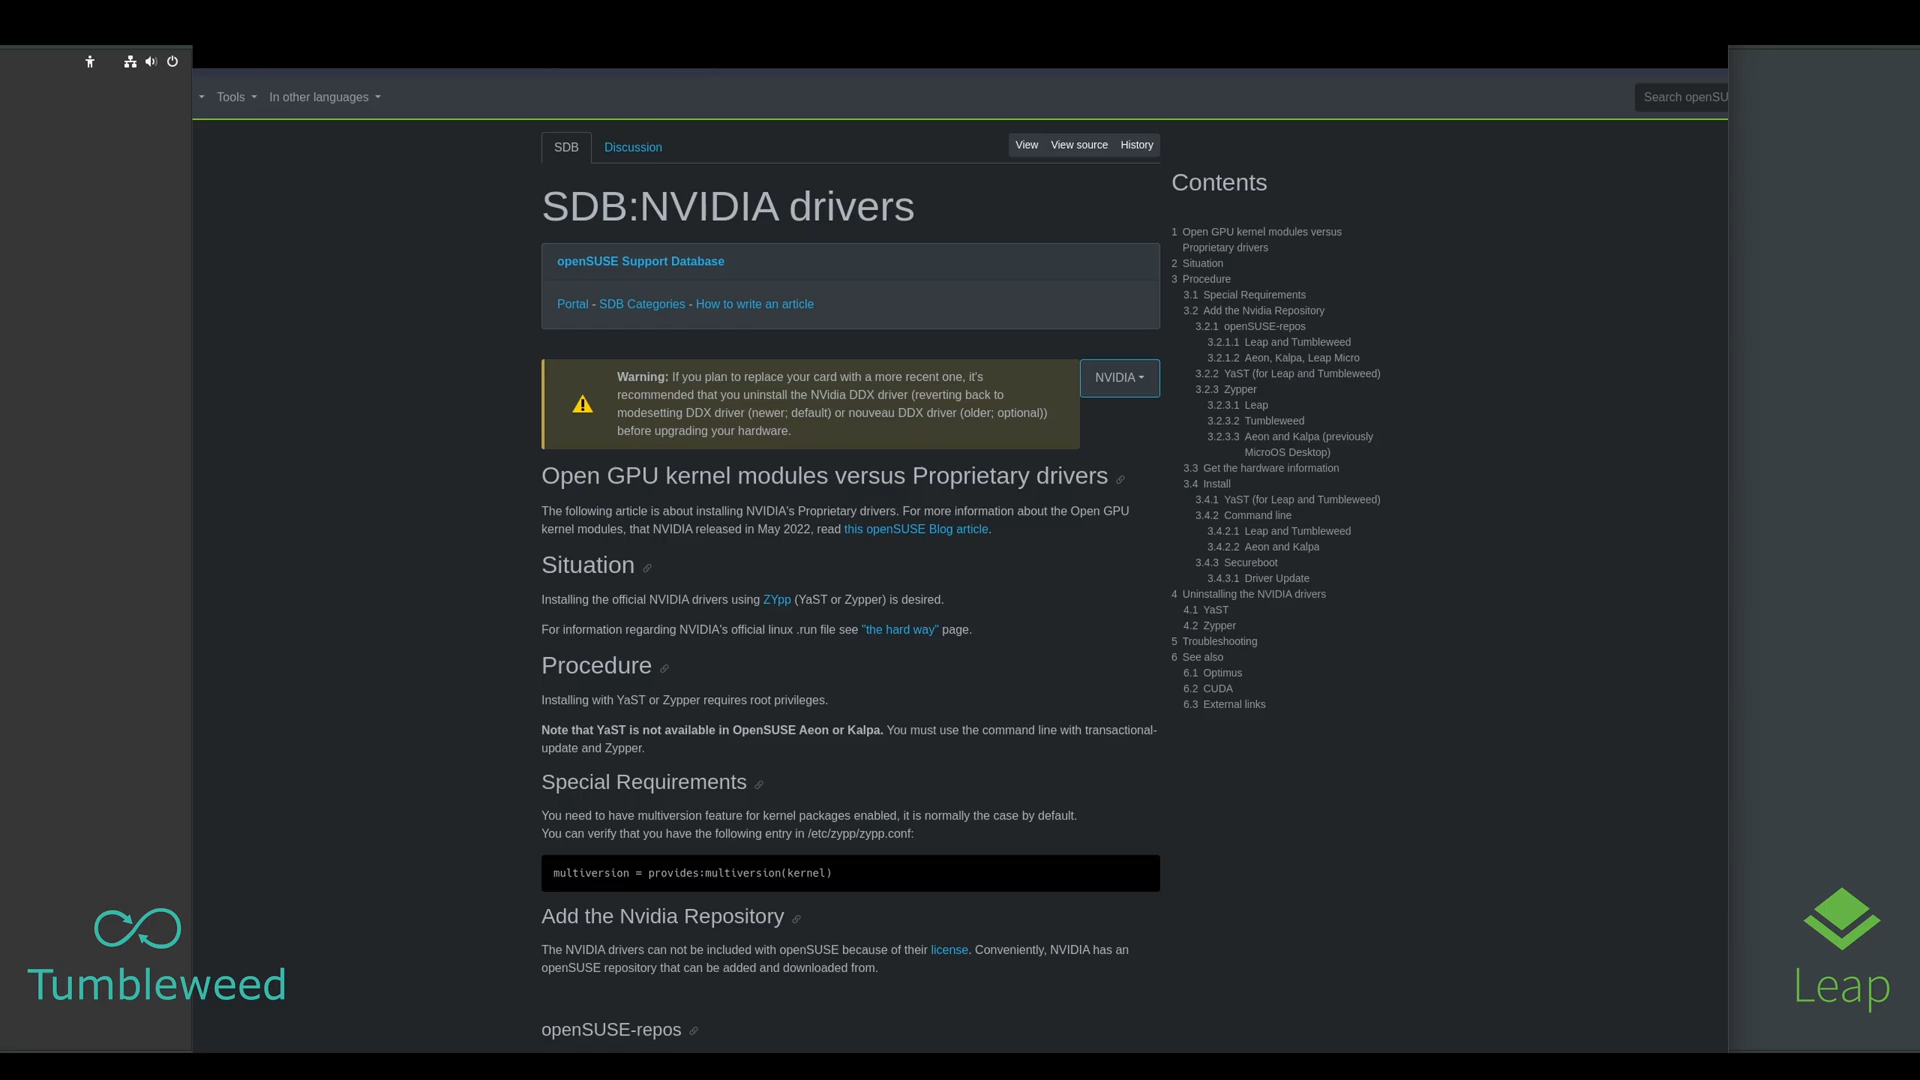 Tools
In other languages
Search openSU
SDB
Discussion
View
View source
History
SDB:NVIDIA drivers
openSUSE Support Database
Portal - SDB Categories - How to write an article
Warning: If you plan to replace your card with a more recent one, it's
recommended that you uninstall the NVidia DDX driver (reverting back to
modesetting DDX driver (newer; default) or nouveau DDX driver (older; optional))
before upgrading your hardware.
NVIDIA
Open GPU kernel modules versus Proprietary drivers
The following article is about installing NVIDIA's Proprietary drivers. For more information about the Open GPU
kernel modules, that NVIDIA released in May 2022, read this openSUSE Blog article.
Situation
Installing the official NVIDIA drivers using ZYpp (YaST or Zypper) is desired.
For information regarding NVIDIA's official linux .run file see "the hard way" page.
Procedure
Installing with YaST or Zypper requires root privileges.
Note that YaST is not available in OpenSUSE Aeon or Kalpa. You must use the command line with transactional-
update and Zypper.
Special Requirements
You need to have multiversion feature for kernel packages enabled, it is normally the case by default.
You can verify that you have the following entry in /etc/zypp/zypp.conf:
multiversion = provides:multiversion(kernel)
Add the Nvidia Repository
The NVIDIA drivers can not be included with openSUSE because of their license. Conveniently, NVIDIA has an
openSUSE repository that can be added and downloaded from.
openSUSE-repos
Contents
1 Open GPU kernel modules versus
Proprietary drivers
2 Situation
3 Procedure
3.1 Special Requirements
3.2 Add the Nvidia Repository
3.2.1 openSUSE-repos
3.2.1.1 Leap and Tumbleweed
3.2.1.2 Aeon, Kalpa, Leap Micro
3.2.2 YaST (for Leap and Tumbleweed)
3.2.3 Zypper
3.2.3.1 Leap
3.2.3.2 Tumbleweed
3.2.3.3 Aeon and Kalpa (previously
MicroOS Desktop)
3.3 Get the hardware information
3.4 Install
3.4.1 YaST (for Leap and Tumbleweed)
3.4.2 Command line
3.4.2.1 Leap and Tumbleweed
3.4.2.2 Aeon and Kalpa
3.4.3 Secureboot
3.4.3.1 Driver Update
4 Uninstalling the NVIDIA drivers
4.1 YaST
4.2 Zypper
5 Troubleshooting
6 See also
6.1 Optimus
6.2 CUDA
6.3 External links
Tumbleweed
Leap